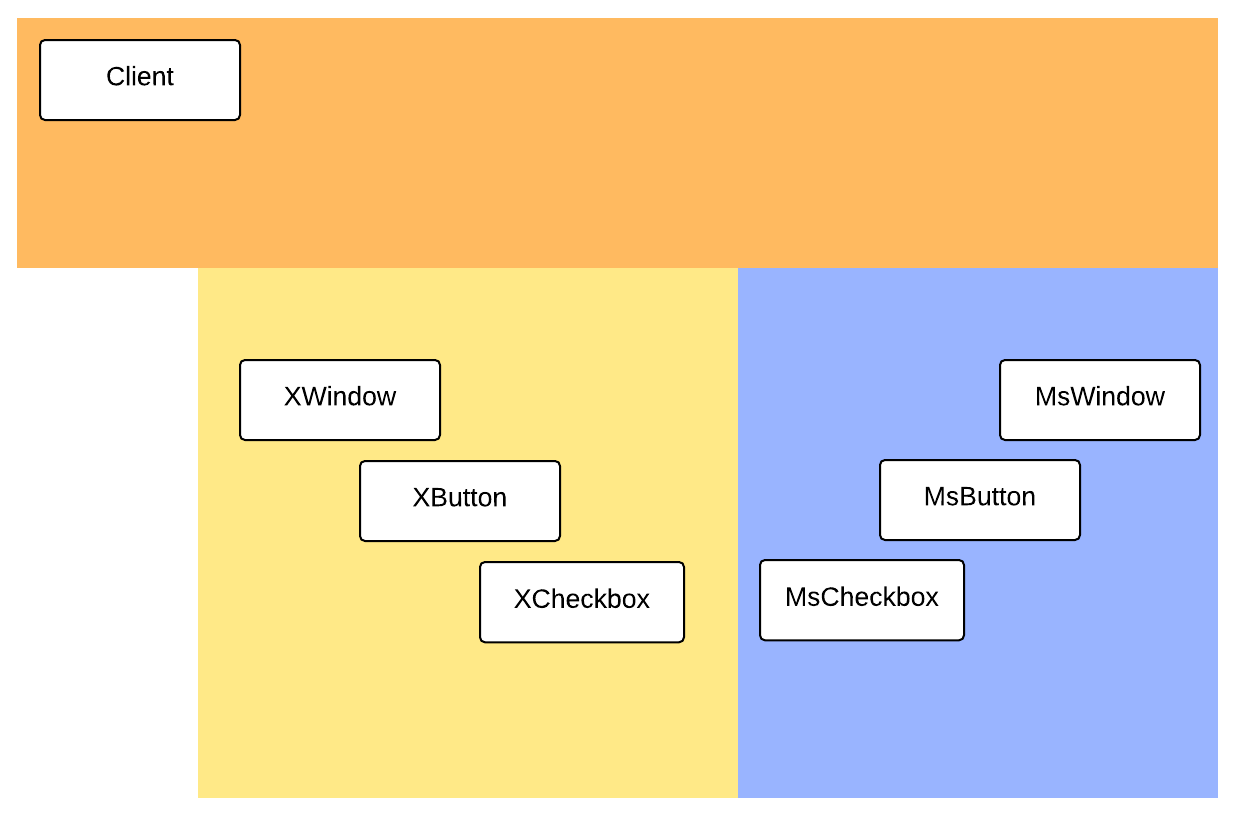 Client
XWindow
MsWindow
XButton
MsButton
XCheckbox
MsCheckbox